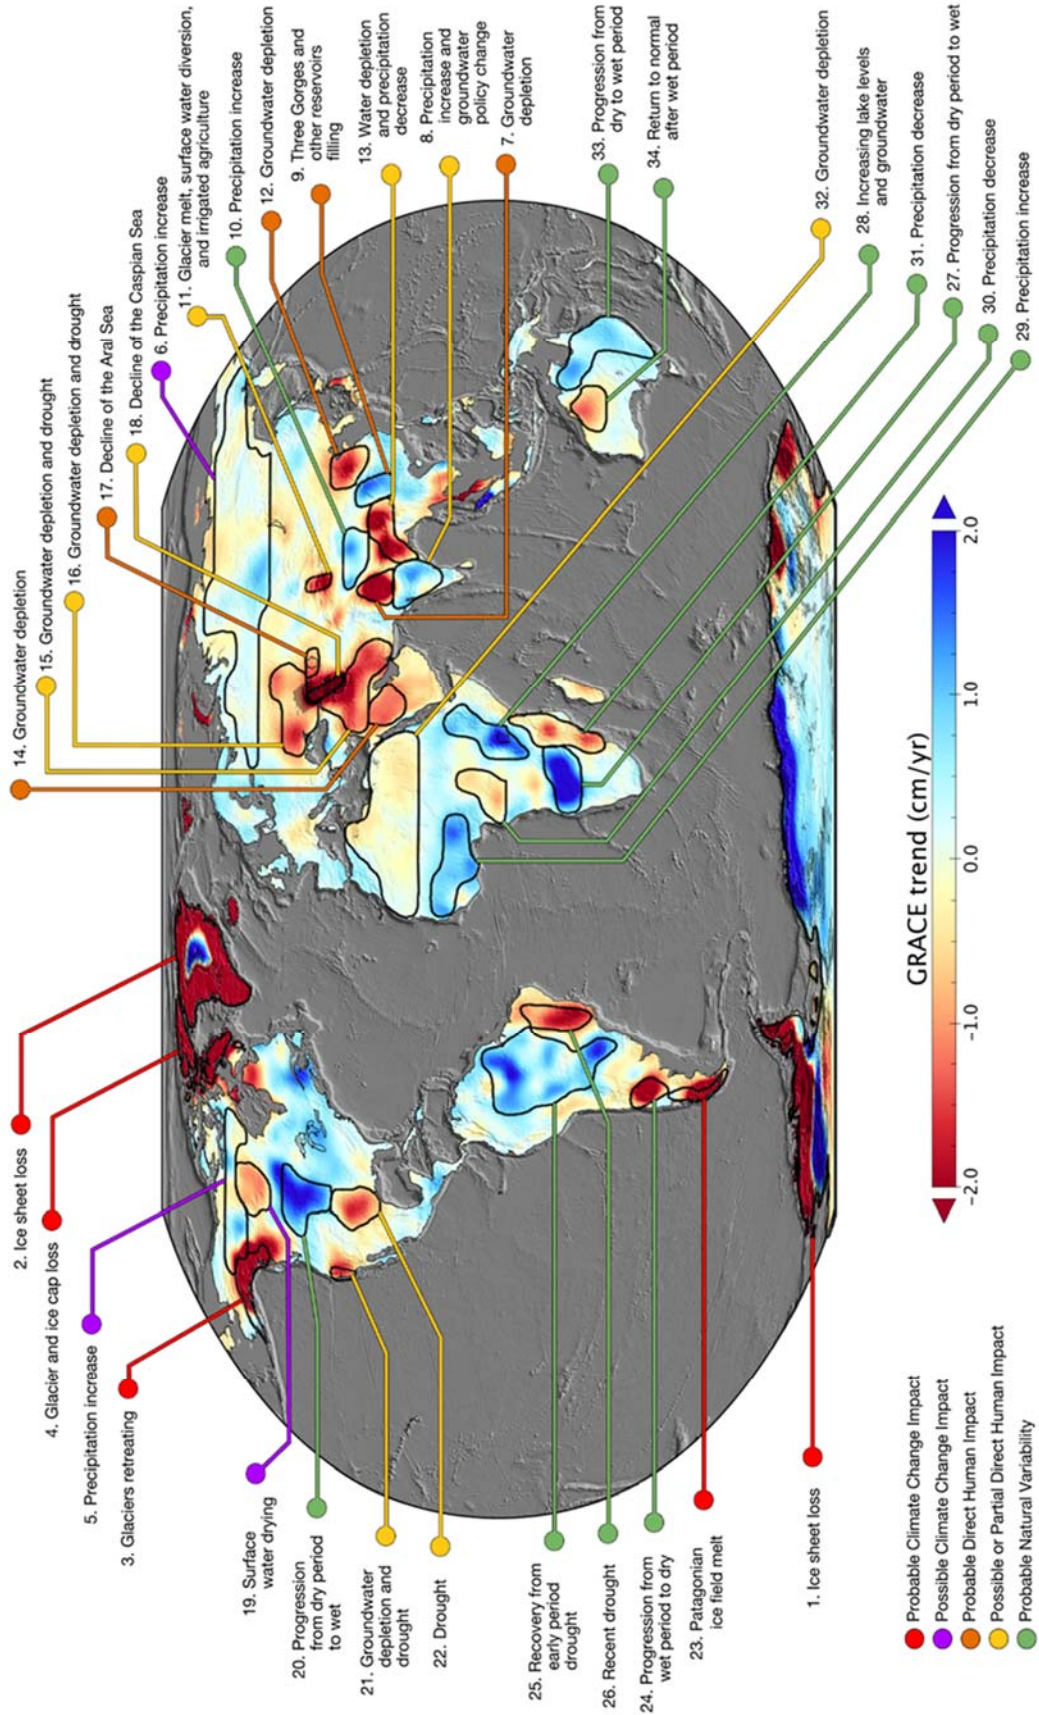 2. Ice sheet loss
4. Glacier and ice cap loss
5. Precipitation increase
3. Glaciers retreating
19. Surface
water drying
20. Progression
from dry period
to wet
21. Groundwater
depletion and
drought
22. Drought
25. Recovery from
early period
drought
26. Recent drought
24. Progression from
wet period to dry
23. Patagonian
ice field melt
1. Ice sheet loss
14. Groundwater depletion
15. Groundwater depletion and drought
16. Groundwater depletion and drought
17. Decline of the Aral Sea
18. Decline of the Caspian Sea
6. Precipitation increase
11. Glacier melt, surface water diversion,
and irrigated agriculture
10. Precipitation increase
12. Groundwater depletion
9. Three Gorges and
other reservoirs
filling
13. Water depletion
and precipitation
decrease
8. Precipitation
increase and
groundwater
policy change
7. Groundwater
depletion
33. Progression from
dry to wet period
34. Return to normal
after wet period
32. Groundwater depletion
28. Increasing lake levels
and groundwater
31. Precipitation decrease
27. Progression from dry period to wet
30. Precipitation decrease
29. Precipitation increase
Probable Climate Change Impact
Possible Climate Change Impact
Probable Direct Human Impact
Possible or Partial Direct Human Impact
Probable Natural Variability
GRACE trend (cm/yr)
−2.0 −1.0 0.0 1.0 2.0